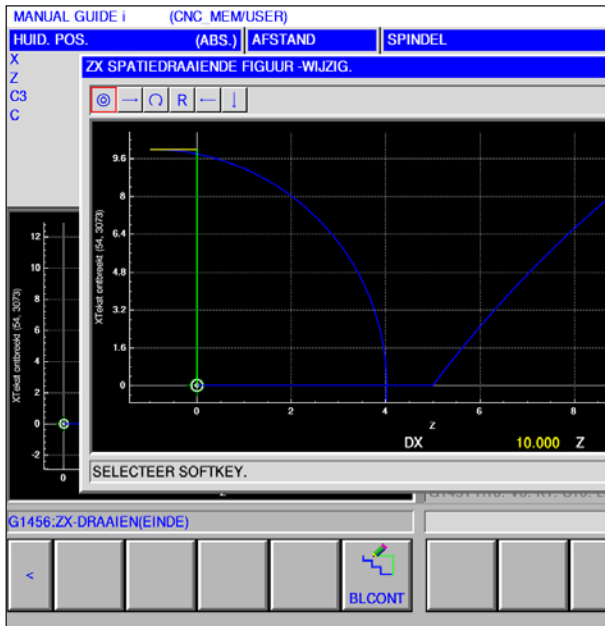 MANUAL GUIDE i (CNC_MEM/USER)
HUID. POS. (ABS.) AFSTAND SPINDEL
X
Z
C3
C
ZX SPATIEDRAAIENDE FIGUUR -WIJZIG.
R
9.6
8
6.4
4.8
3.2
1.6
0
XTekst ontbreekt (54, 3073)
0 2 4 6 8
Z
DX 10.000 Z
SELECTEER SOFTKEY.
12
10
8
6
4
2
0
-2
XTekst ontbreekt (54, 3073)
0
G1456:ZX-DRAAIEN(EINDE)
<
BLCONT